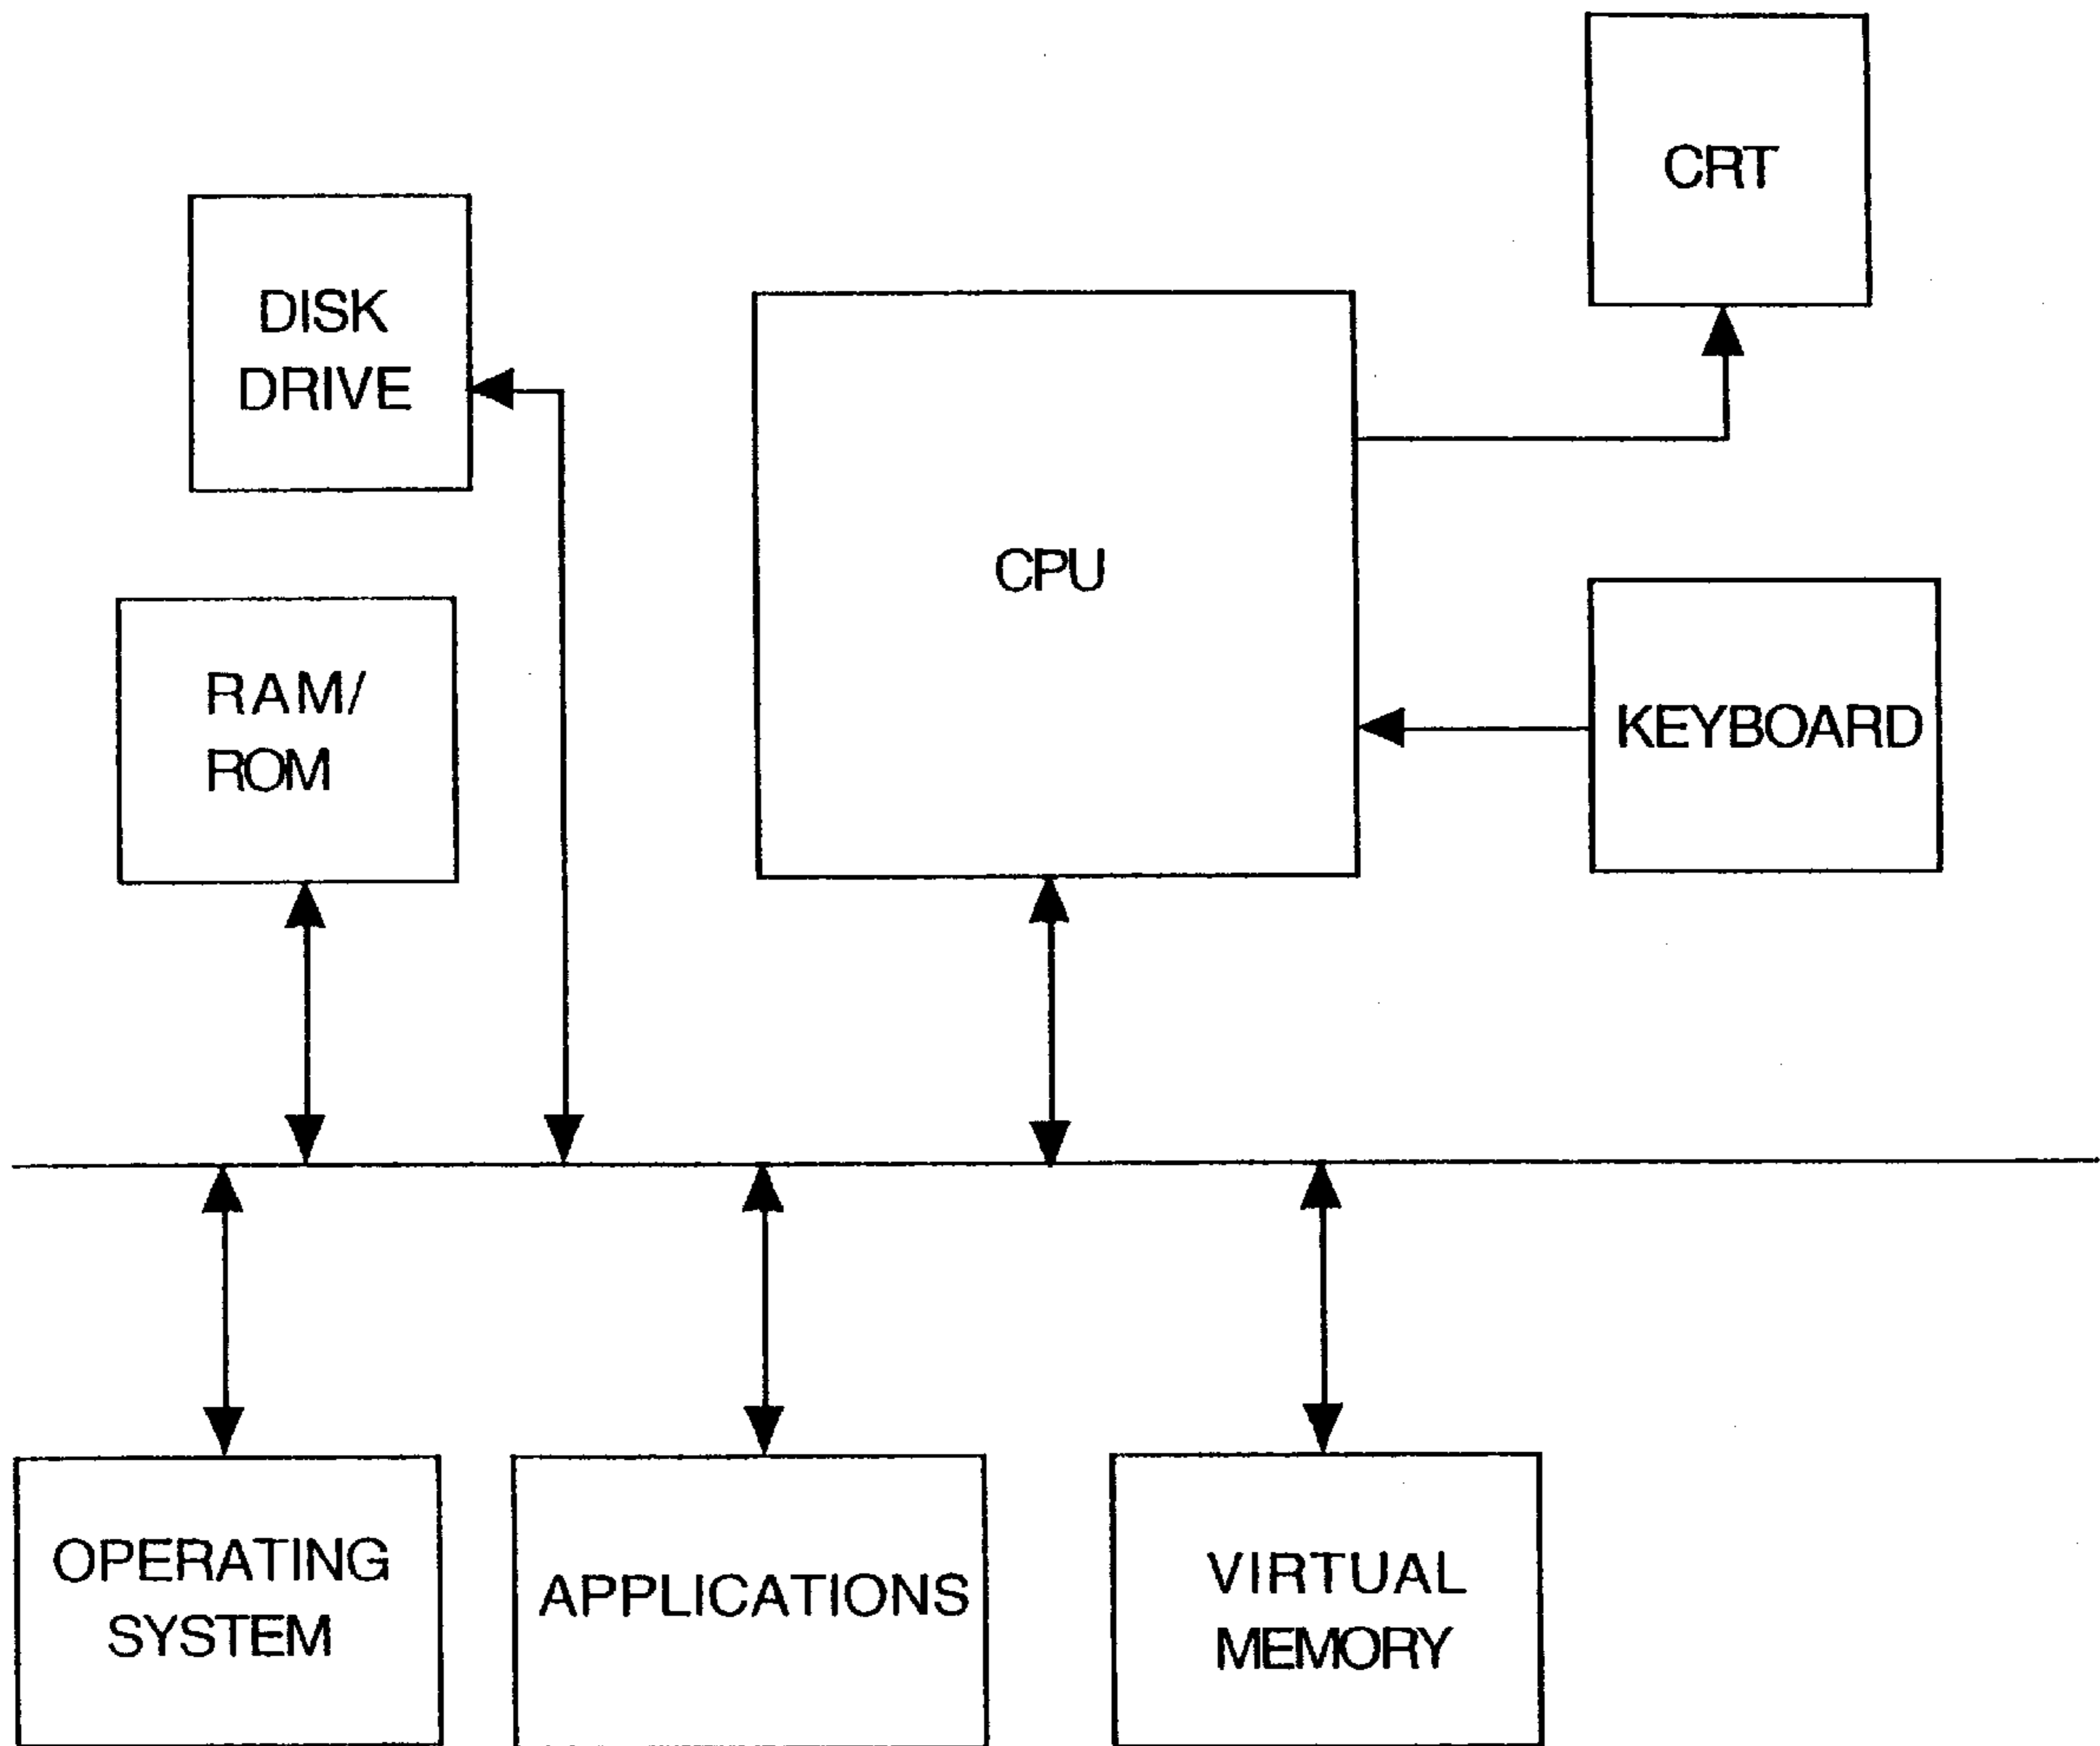 CRT
DISK
DRIVE
CPU
RAM/
ROM
KEYBOARD
OPERATING
SYSTEM
APPLICATIONS
VIRTUAL
MEMORY